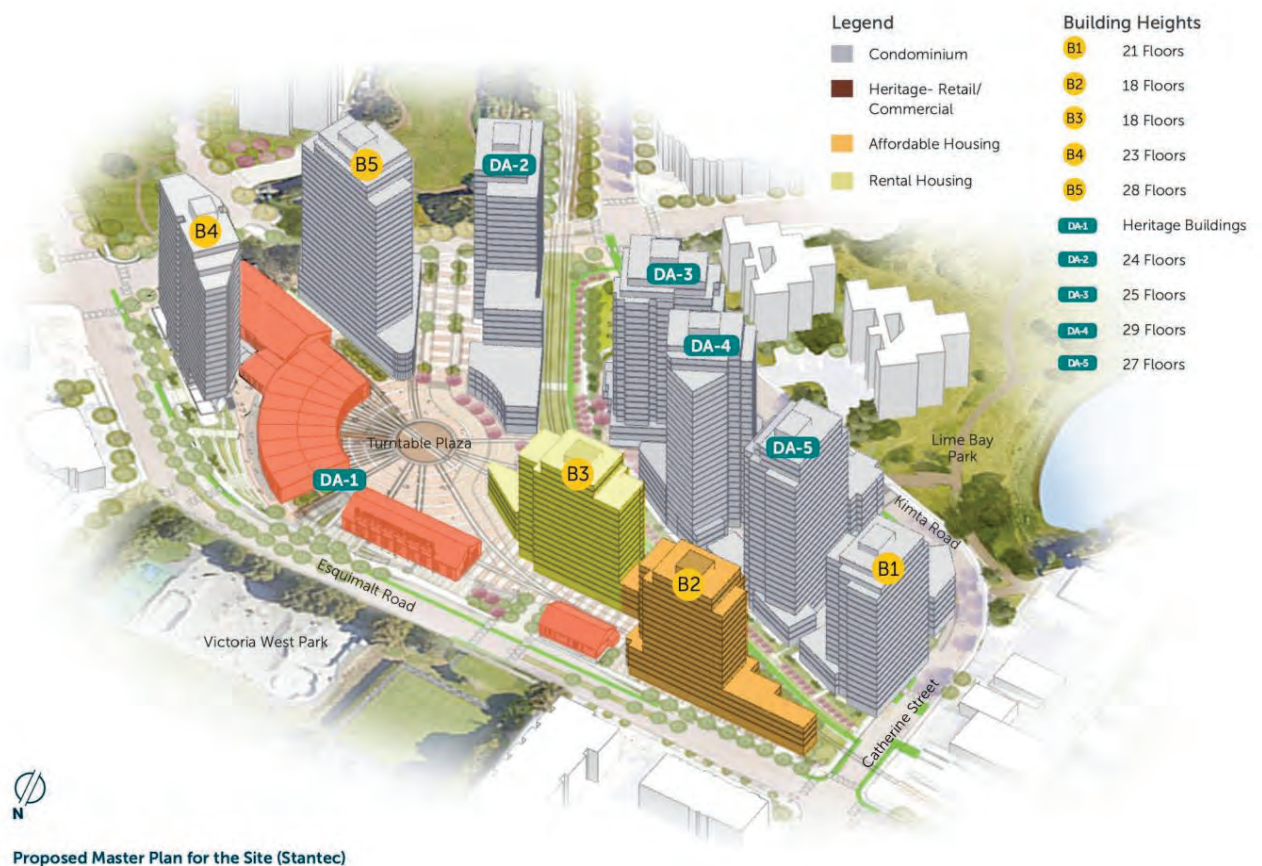 Legend
Condominium
Heritage- Retail/
Commercial
Affordable Housing
Rental Housing
Building Heights
B1 21 Floors
B2 18 Floors
B3 18 Floors
B4 23 Floors
B5 28 Floors
DA-1 Heritage Buildings
DA-2 24 Floors
DA-3 25 Floors
DA-4 29 Floors
DA-5 27 Floors
B5
DA-2
B4
DA-3
DA-4
Turntable Plaza
DA-5
Lime Bay
Park
B3
DA-1
Kimta Road
B1
B2
Esquimalt Road
Victoria West Park
Catherine Street
N
Proposed Master Plan for the Site (Stantec)